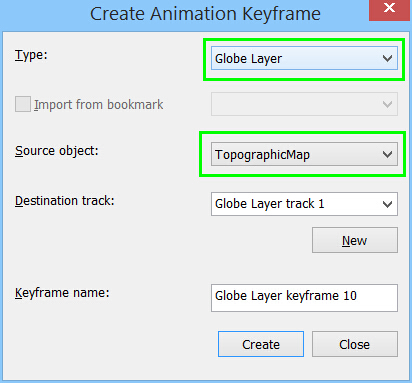 Create Animation Keyframe
Type:
Globe Layer
Import from bookmark
Source object:
TopographicMap
Destination track:
Globe Layer track 1
New
Keyframe name:
Globe Layer keyframe 10
Create
Close